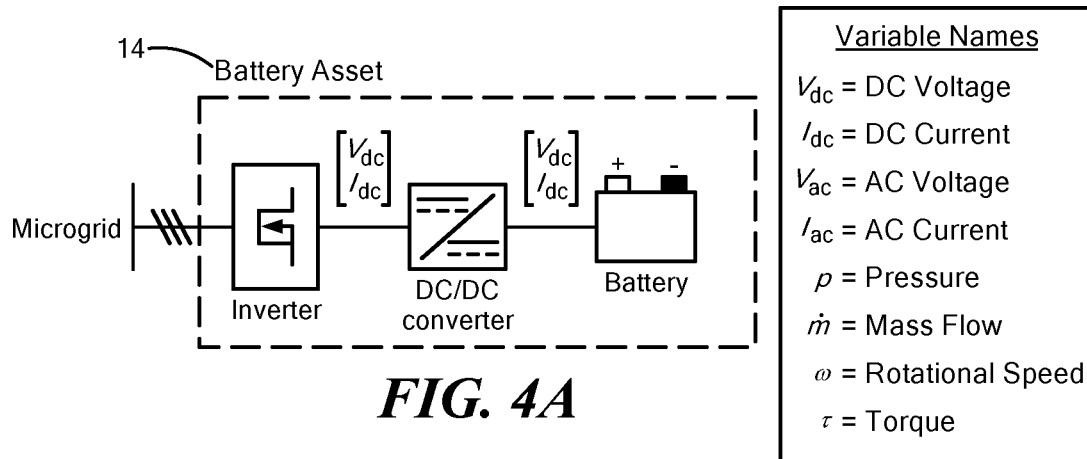 14
Battery Asset
Microgrid
Inverter
V_dc
I_dc
DC/DC
converter
V_dc
I_dc
+ -
Battery
FIG. 4A
Variable Names
V_dc = DC Voltage
I_dc = DC Current
V_ac = AC Voltage
I_ac = AC Current
p = Pressure
ṁ = Mass Flow
ω = Rotational Speed
τ = Torque